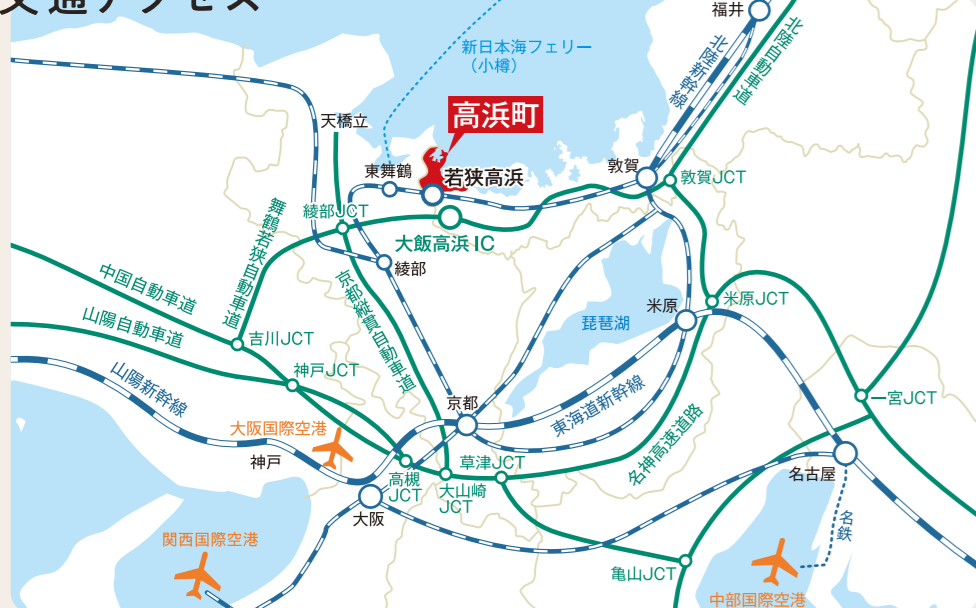 交通アクセス
福井
新日本海フェリー
（小樽）
北陸新幹線
北陸自動車道
高浜町
天橋立
東舞鶴
若狭高浜
敦賀
敦賀JCT
綾部JCT
大飯高浜IC
舞鶴若狭自動車道
綾部
中国自動車道
京都縦貫自動車道
米原
米原JCT
山陽自動車道
琵琶湖
吉川JCT
神戸JCT
山陽新幹線
京都
東海道新幹線
一宮JCT
大阪国際空港
名神高速道路
神戸
草津JCT
高槻
JCT
大山崎
JCT
名古屋
大阪
名鉄
関西国際空港
亀山JCT
中部国際空港